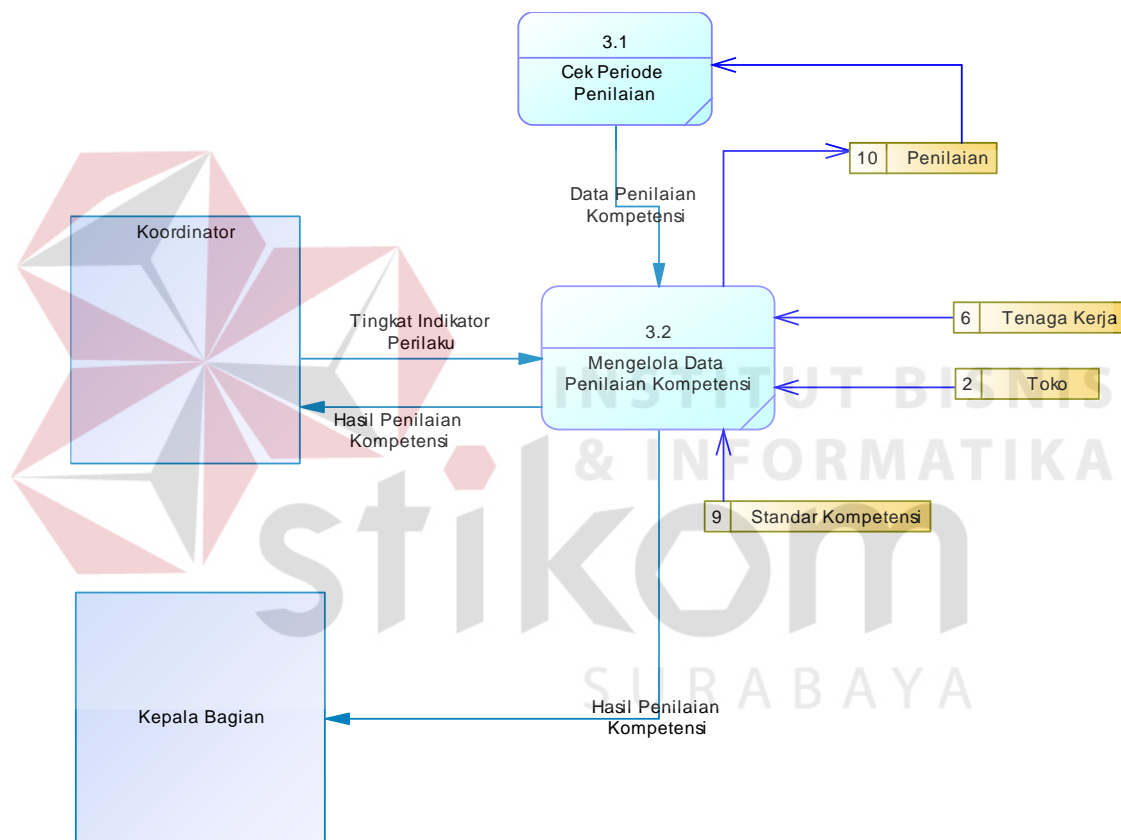 3.1
Cek Periode
Penilaian
10 Penilaian
Data Penilaian
Kompetensi
Koordinator
Tingkat Indikator
Perilaku
3.2
Mengelola Data
Penilaian Kompetensi
6 Tenaga Kerja
2 Toko
Hasil Penilaian
Kompetensi
9 Standar Kompetensi
INSTITUT BISNIS
& INFORMATIKA
stikom
SURABAYA
Kepala Bagian
Hasil Penilaian
Kompetensi